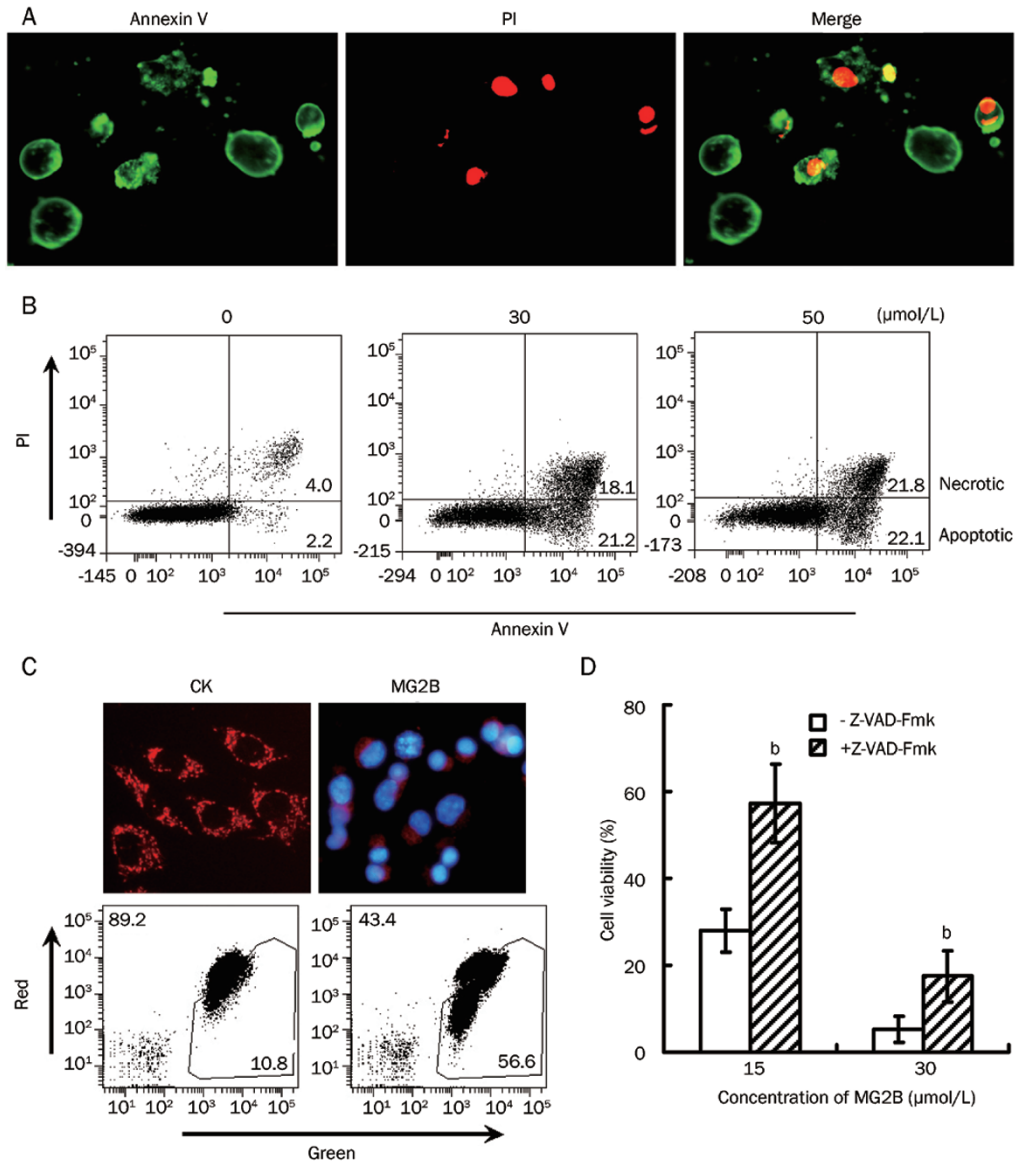 A
Annexin V PI Merge
B
0 30 50 (µmol/L)
PI
10⁵ 10⁴ 10³ 10² 0 -394
4.0
2.2
-145 0 10² 10³ 10⁴ 10⁵
10⁵ 10⁴ 10³ 10² 0 -215
18.1
21.2
-294 0 10² 10³ 10⁴ 10⁵
10⁵ 10⁴ 10³ 10² 0 -173
21.8 Necrotic
22.1 Apoptotic
-208 0 10² 10³ 10⁴ 10⁵
Annexin V
C
CK MG2B
Red
89.2
10⁵ 10⁴ 10³ 10² 10¹
10.8
10¹ 10² 10³ 10⁴ 10⁵
43.4
10⁵ 10⁴ 10³ 10² 10¹
56.6
10¹ 10² 10³ 10⁴ 10⁵
Green
D
Cell viability (%)
80
60
40
20
0
- Z-VAD-Fmk
+Z-VAD-Fmk
b
b
15 30
Concentration of MG2B (µmol/L)